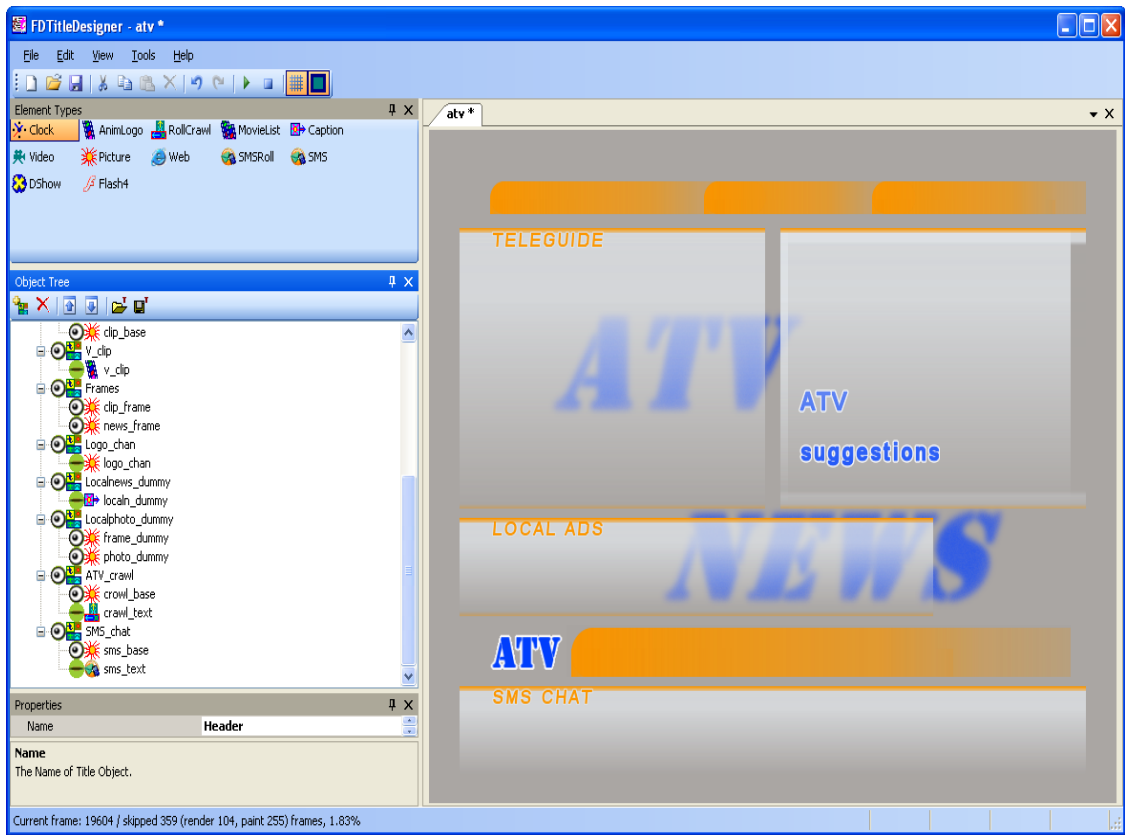 FDTitleDesigner - atv *
File Edit View Tools Help
Element Types
Clock AnimLogo RollCrawl MovieList Caption
Video Picture Web SMSRoll SMS
DShow Flash4
Object Tree
clip_base
V_clip
v_clip
Frames
clip_frame
news_frame
Logo_chan
logo_chan
Localnews_dummy
localn_dummy
Localphoto_dummy
frame_dummy
photo_dummy
ATV_crawl
crowl_base
crawl_text
SMS_chat
sms_base
sms_text
Properties
Name Header
Name
The Name of Title Object.
atv *
TELEGUIDE
ATV
ATV
suggestions
LOCAL ADS
NEWS
ATV
SMS CHAT
Current frame: 19604 / skipped 359 (render 104, paint 255) frames, 1.83%